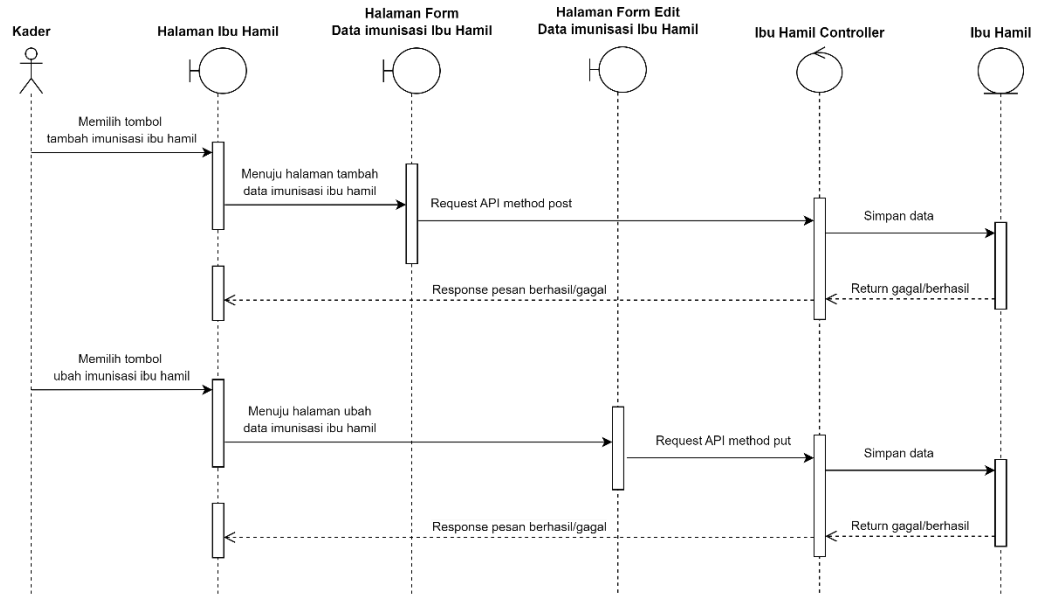 Kader
Halaman Ibu Hamil
Halaman Form
Data imunisasi Ibu Hamil
Halaman Form Edit
Data imunisasi Ibu Hamil
Ibu Hamil Controller
Ibu Hamil
Memilih tombol
tambah imunisasi ibu hamil
Menuju halaman tambah
data imunisasi ibu hamil
Request API method post
Simpan data
Response pesan berhasil/gagal
Return gagal/berhasil
Memilih tombol
ubah imunisasi ibu hamil
Menuju halaman ubah
data imunisasi ibu hamil
Request API method put
Simpan data
Response pesan berhasil/gagal
Return gagal/berhasil